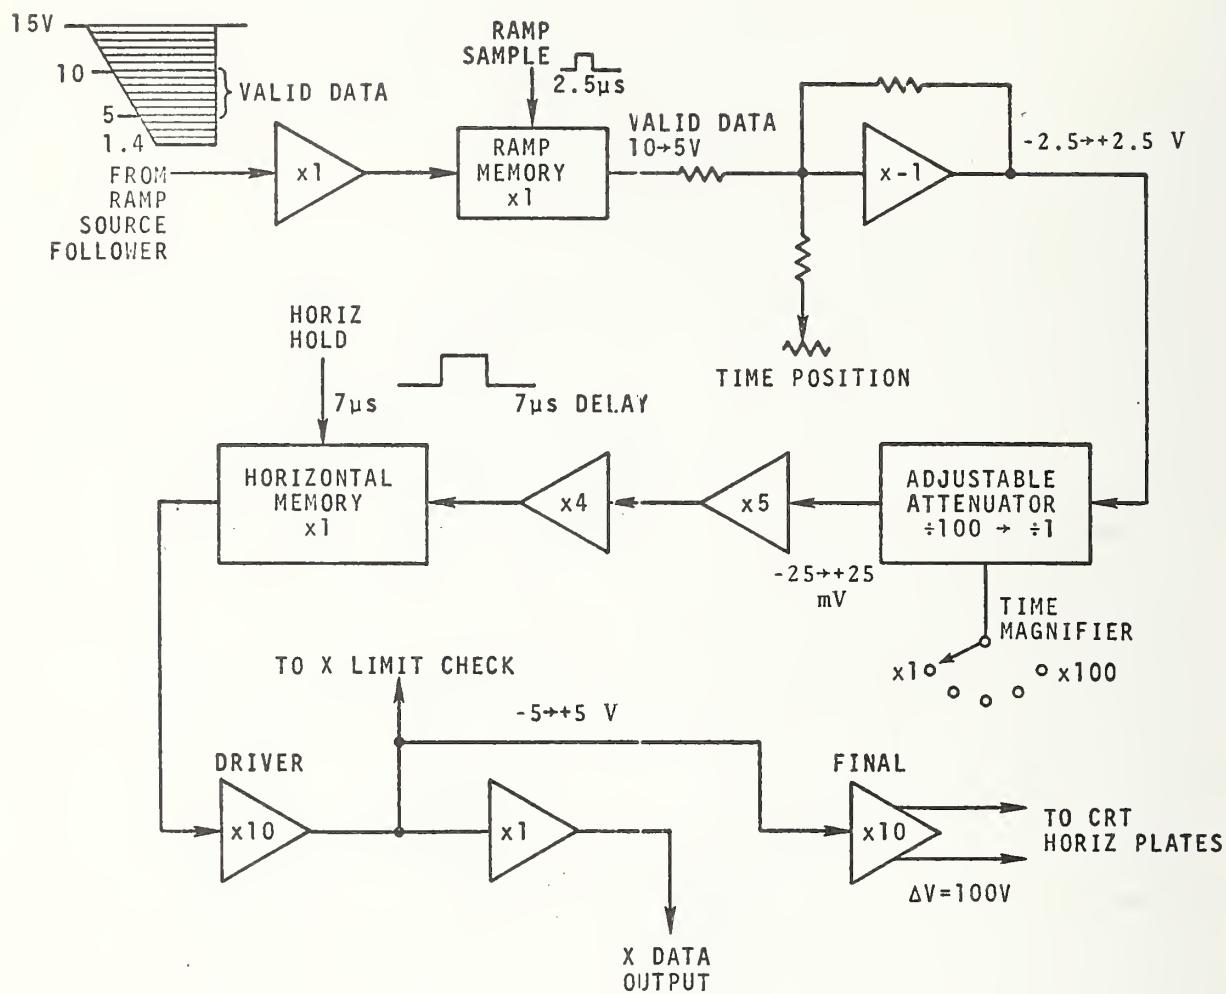 15V
10
5
1.4
VALID DATA
FROM
RAMP
SOURCE
FOLLOWER
x1
RAMP
SAMPLE
2.5μs
RAMP
MEMORY
x1
VALID DATA
10→5V
x-1
-2.5→+2.5 V
TIME POSITION
HORIZ
HOLD
7μs
7μs DELAY
HORIZONTAL
MEMORY
x1
x4
x5
-25→+25
mV
ADJUSTABLE
ATTENUATOR
÷100 → ÷1
TIME
MAGNIFIER
x1
x100
TO X LIMIT CHECK
-5→+5 V
DRIVER
x10
x1
FINAL
x10
TO CRT
HORIZ PLATES
ΔV=100V
X DATA
OUTPUT